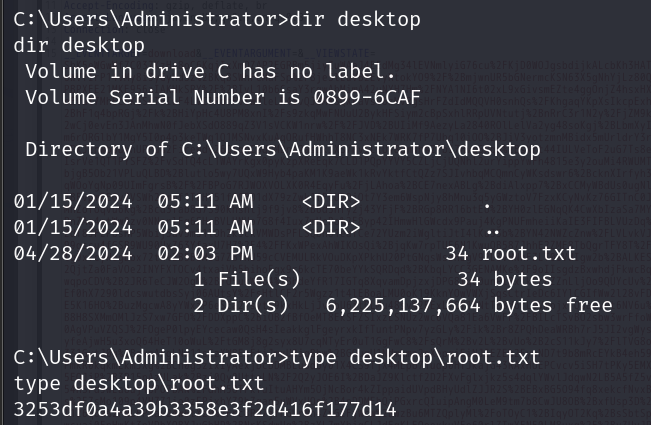 C:\Users\Administrator>dir desktop
dir desktop
 Volume in drive C has no label.
 Volume Serial Number is 0899-6CAF

 Directory of C:\Users\Administrator\desktop

01/15/2024  05:11 AM    <DIR>          .
01/15/2024  05:11 AM    <DIR>          ..
04/28/2024  02:03 PM                34 root.txt
               1 File(s)             34 bytes
               2 Dir(s)   6,225,137,664 bytes free

C:\Users\Administrator>type desktop\root.txt
type desktop\root.txt
3253df0a4a39b3358e3f2d416f177d14